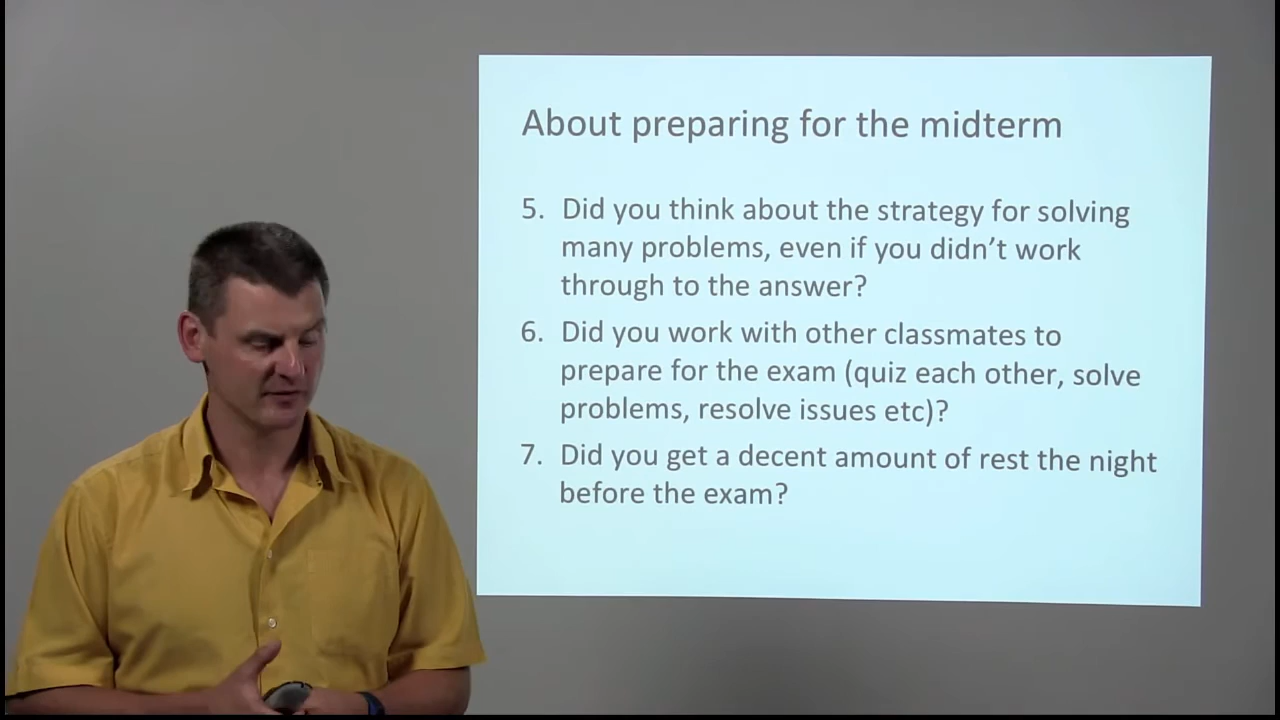 About preparing for the midterm
5. Did you think about the strategy for solving
many problems, even if you didn't work
through to the answer?
6. Did you work with other classmates to
prepare for the exam (quiz each other, solve
problems, resolve issues etc)?
7. Did you get a decent amount of rest the night
before the exam?